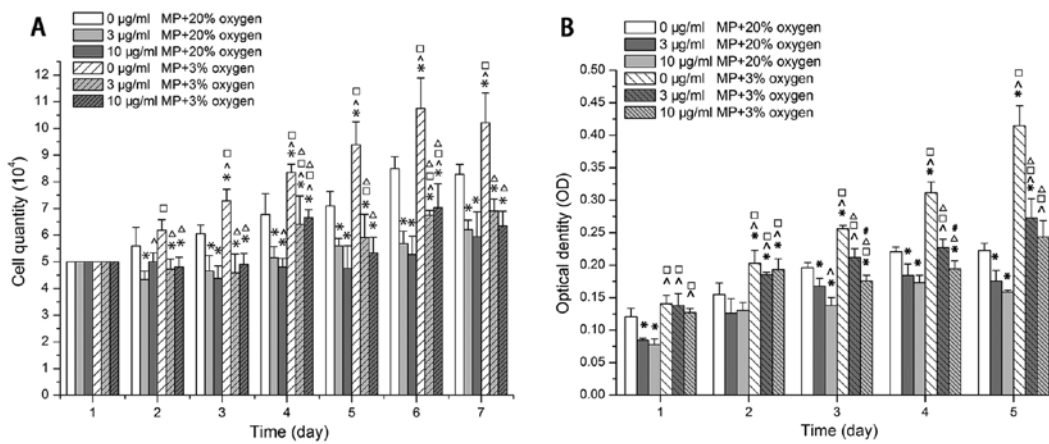 A
0 µg/ml MP+20% oxygen
3 µg/ml MP+20% oxygen
10 µg/ml MP+20% oxygen
0 µg/ml MP+3% oxygen
3 µg/ml MP+3% oxygen
10 µg/ml MP+3% oxygen
Cell quantity (10⁴)
12
10
8
7
6
5
4
3
2
1
0
1 2 3 4 5 6 7
Time (day)
B
0 µg/ml MP+20% oxygen
3 µg/ml MP+20% oxygen
10 µg/ml MP+20% oxygen
0 µg/ml MP+3% oxygen
3 µg/ml MP+3% oxygen
10 µg/ml MP+3% oxygen
Optical identity (OD)
0.50
0.45
0.40
0.35
0.30
0.25
0.20
0.15
0.10
0.05
0.00
1 2 3 4 5
Time (day)